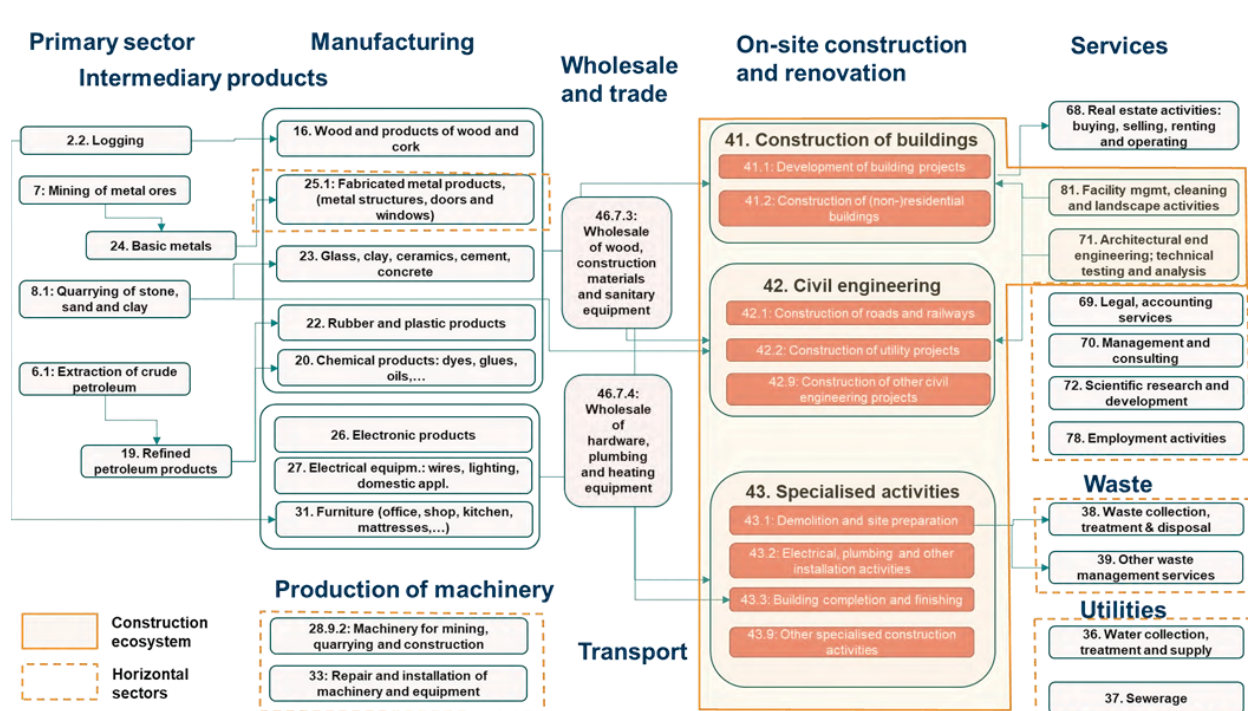 Primary sector
Intermediary products
Manufacturing
Wholesale
and trade
On-site construction
and renovation
Services
2.2. Logging
7: Mining of metal ores
24. Basic metals
8.1: Quarrying of stone,
sand and clay
6.1: Extraction of crude
petroleum
19. Refined
petroleum products
16. Wood and products of wood and
cork
25.1: Fabricated metal products,
(metal structures, doors and
windows)
23. Glass, clay, ceramics, cement,
concrete
22. Rubber and plastic products
20. Chemical products: dyes, glues,
oils,...
26. Electronic products
27. Electrical equipm.: wires, lighting,
domestic appl.
31. Furniture (office, shop, kitchen,
mattresses,...)
46.7.3:
Wholesale
of wood,
construction
materials
and sanitary
equipment
46.7.4:
Wholesale
of
hardware,
plumbing
and heating
equipment
41. Construction of buildings
41.1: Development of building projects
41.2: Construction of (non-)residential
buildings
42. Civil engineering
42.1: Construction of roads and railways
42.2: Construction of utility projects
42.9: Construction of other civil
engineering projects
43. Specialised activities
43.1: Demolition and site preparation
43.2: Electrical, plumbing and other
installation activities
43.3: Building completion and finishing
43.9: Other specialised construction
activities
68. Real estate activities:
buying, selling, renting
and operating
81. Facility mgmt, cleaning
and landscape activities
71. Architectural end
engineering; technical
testing and analysis
69. Legal, accounting
services
70. Management and
consulting
72. Scientific research and
development
78. Employment activities
Waste
38. Waste collection,
treatment & disposal
39. Other waste
management services
Utilities
36. Water collection,
treatment and supply
37. Sewerage
Production of machinery
28.9.2: Machinery for mining,
quarrying and construction
33: Repair and installation of
machinery and equipment
Transport
Construction
ecosystem
Horizontal
sectors